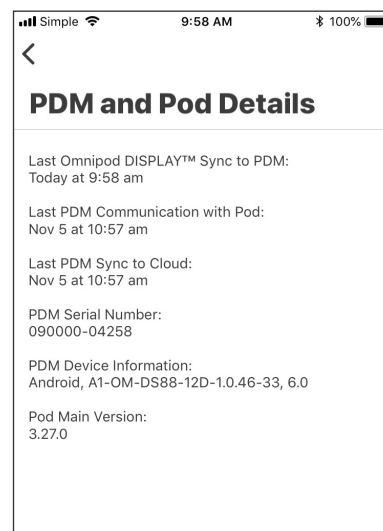 Simple 9:58 AM 100%
PDM and Pod Details
Last Omnipod DISPLAY™ Sync to PDM:
Today at 9:58 am
Last PDM Communication with Pod:
Nov 5 at 10:57 am
Last PDM Sync to Cloud:
Nov 5 at 10:57 am
PDM Serial Number:
090000-04258
PDM Device Information:
Android, A1-OM-DS88-12D-1.0.46-33, 6.0
Pod Main Version:
3.27.0